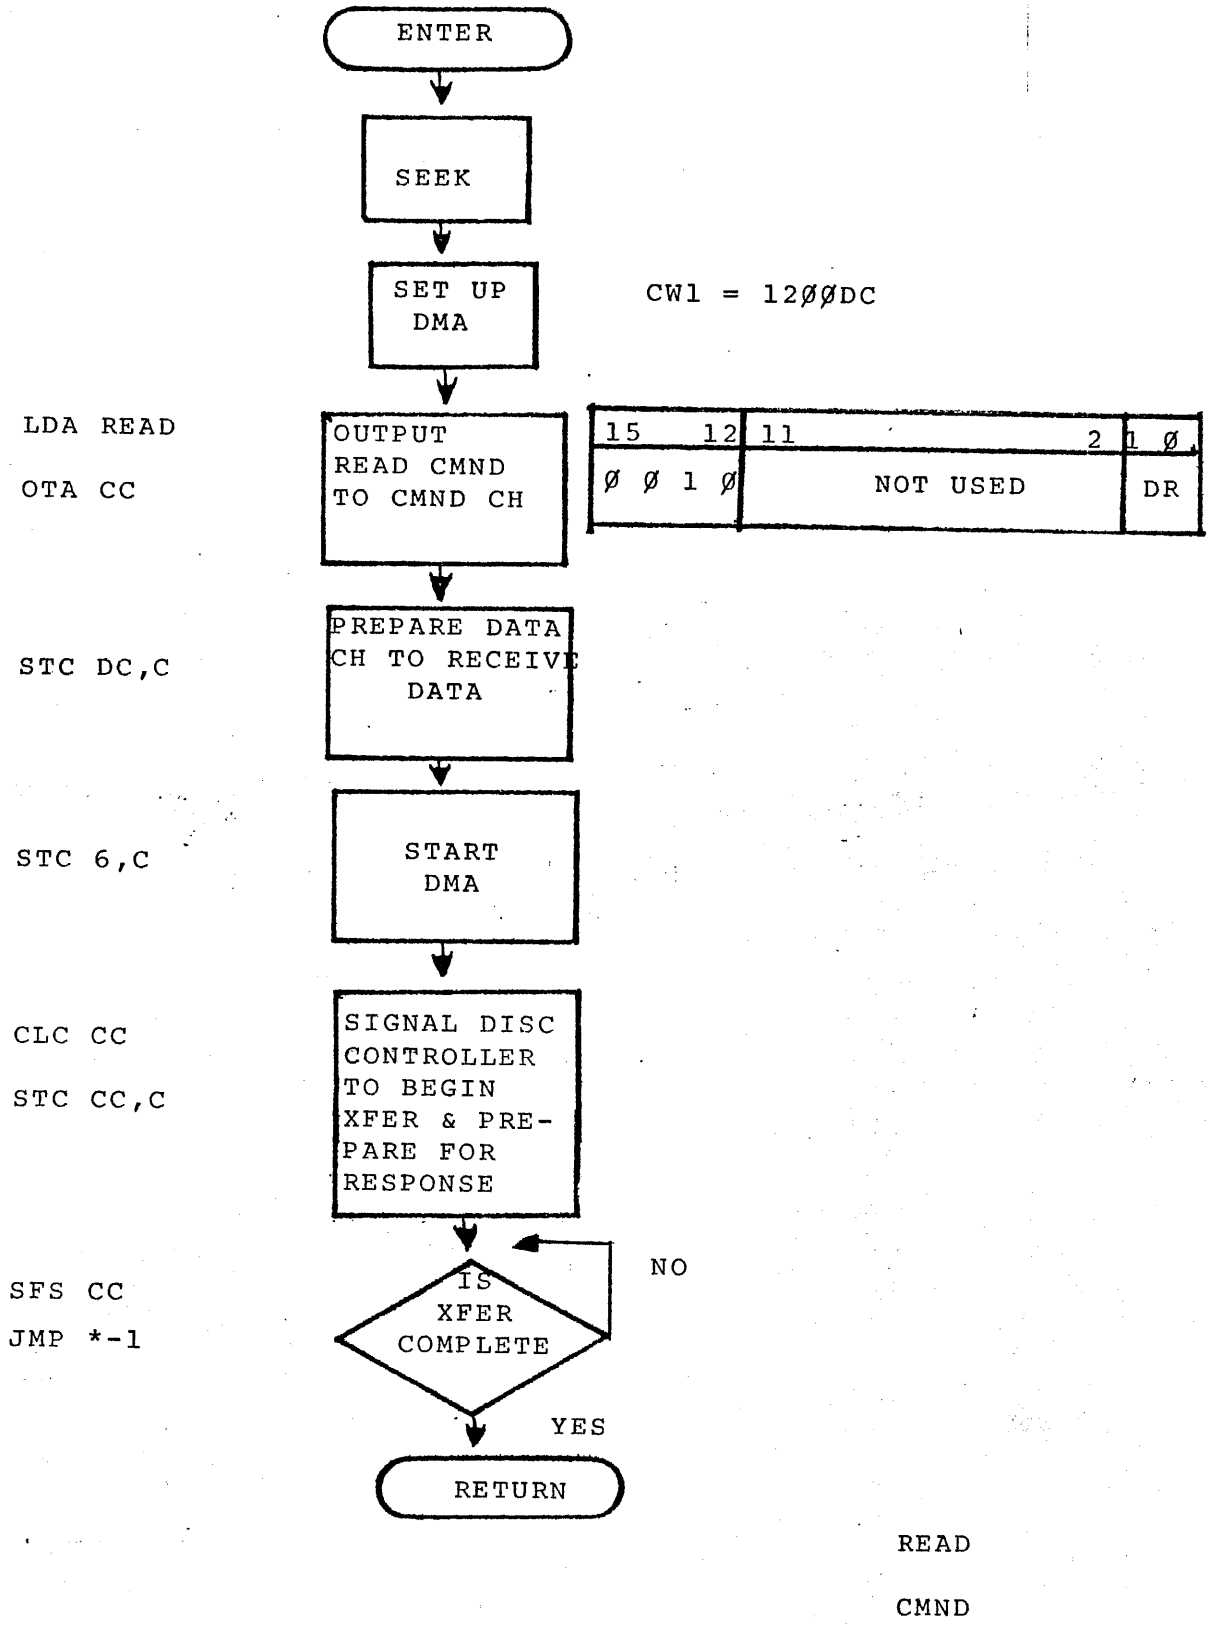 ENTER
SEEK
SET UP
DMA
CW1 = 12ØØDC
LDA READ
OTA CC
OUTPUT
READ CMND
TO CMND CH
15 12 11 2 1 Ø
Ø Ø 1 Ø NOT USED DR
STC DC,C
PREPARE DATA
CH TO RECEIVE
DATA
STC 6,C
START
DMA
CLC CC
STC CC,C
SIGNAL DISC
CONTROLLER
TO BEGIN
XFER & PRE-
PARE FOR
RESPONSE
SFS CC
JMP *-1
IS
XFER
COMPLETE
NO
YES
RETURN
READ
CMND